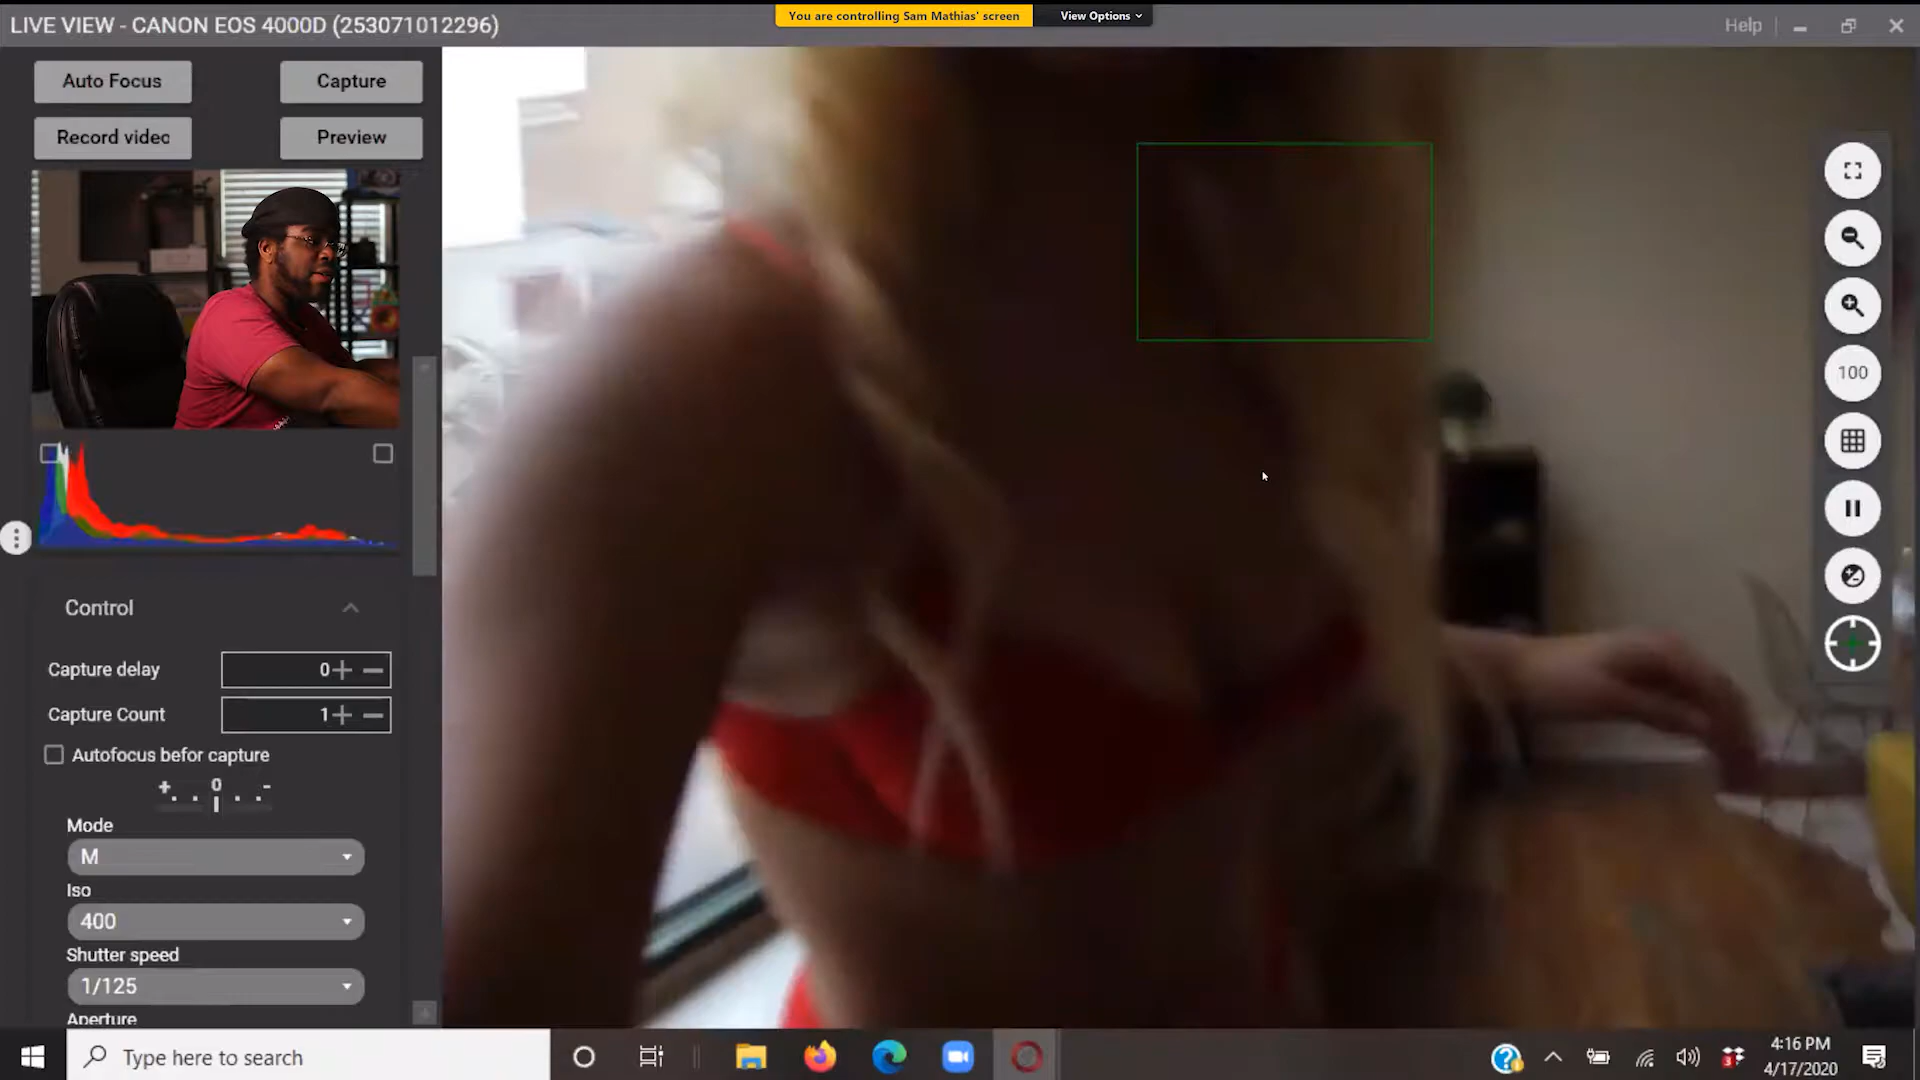 LIVE VIEW - CANON EOS 4000D (253071012296)
You are controlling Sam Mathias' screen
View Options
Help
Auto Focus
Capture
Record video
Preview
100
Control
Capture delay
0
Capture Count
1
Autofocus befor capture
+ 0 -
Mode
M
Iso
400
Shutter speed
1/125
Aperture
Type here to search
4:16 PM
4/17/2020